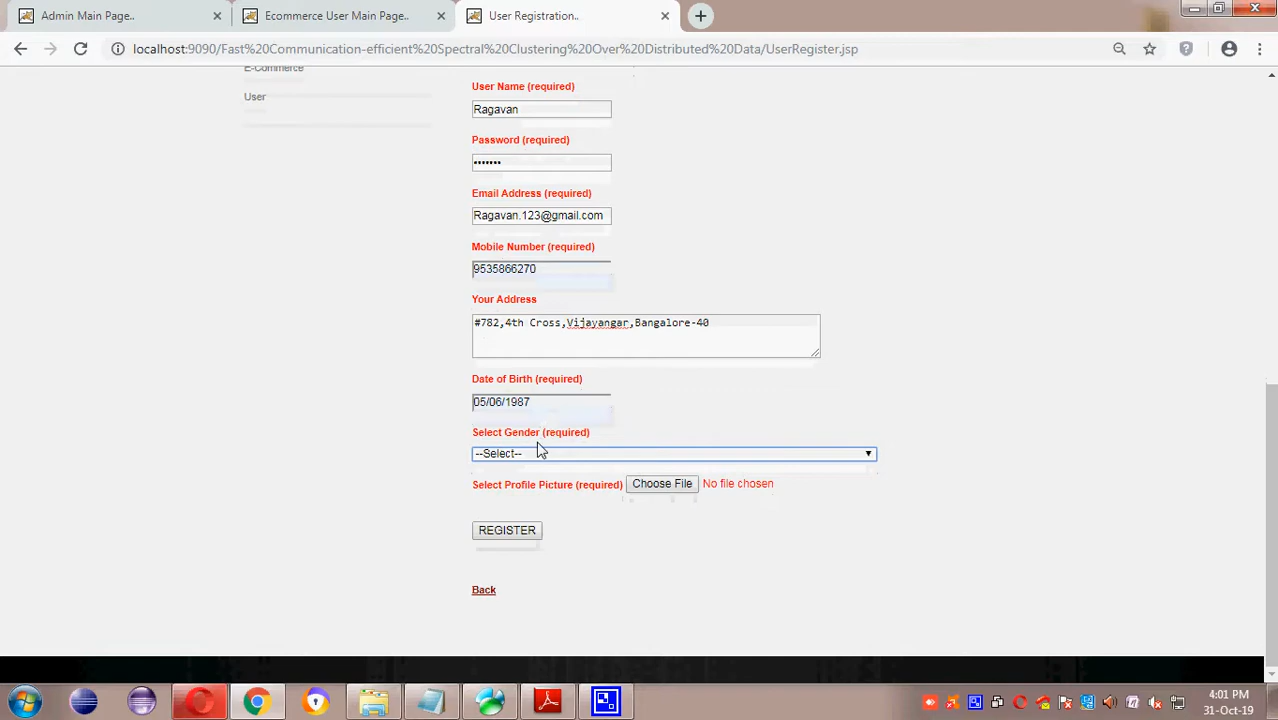 Admin Main Page..
Ecommerce User Main Page..
User Registration..
localhost:9090/Fast%20Communication-efficient%20Spectral%20Clustering%20Over%20Distributed%20Data/UserRegister.jsp
E-Commerce
User
User Name (required)
Ragavan
Password (required)
•••••••
Email Address (required)
Ragavan.123@gmail.com
Mobile Number (required)
9535866270
Your Address
#782,4th Cross,Vijayangar,Bangalore-40
Date of Birth (required)
05/06/1987
Select Gender (required)
--Select--
Select Profile Picture (required) Choose File No file chosen
REGISTER
Back
4:01 PM
31-Oct-19